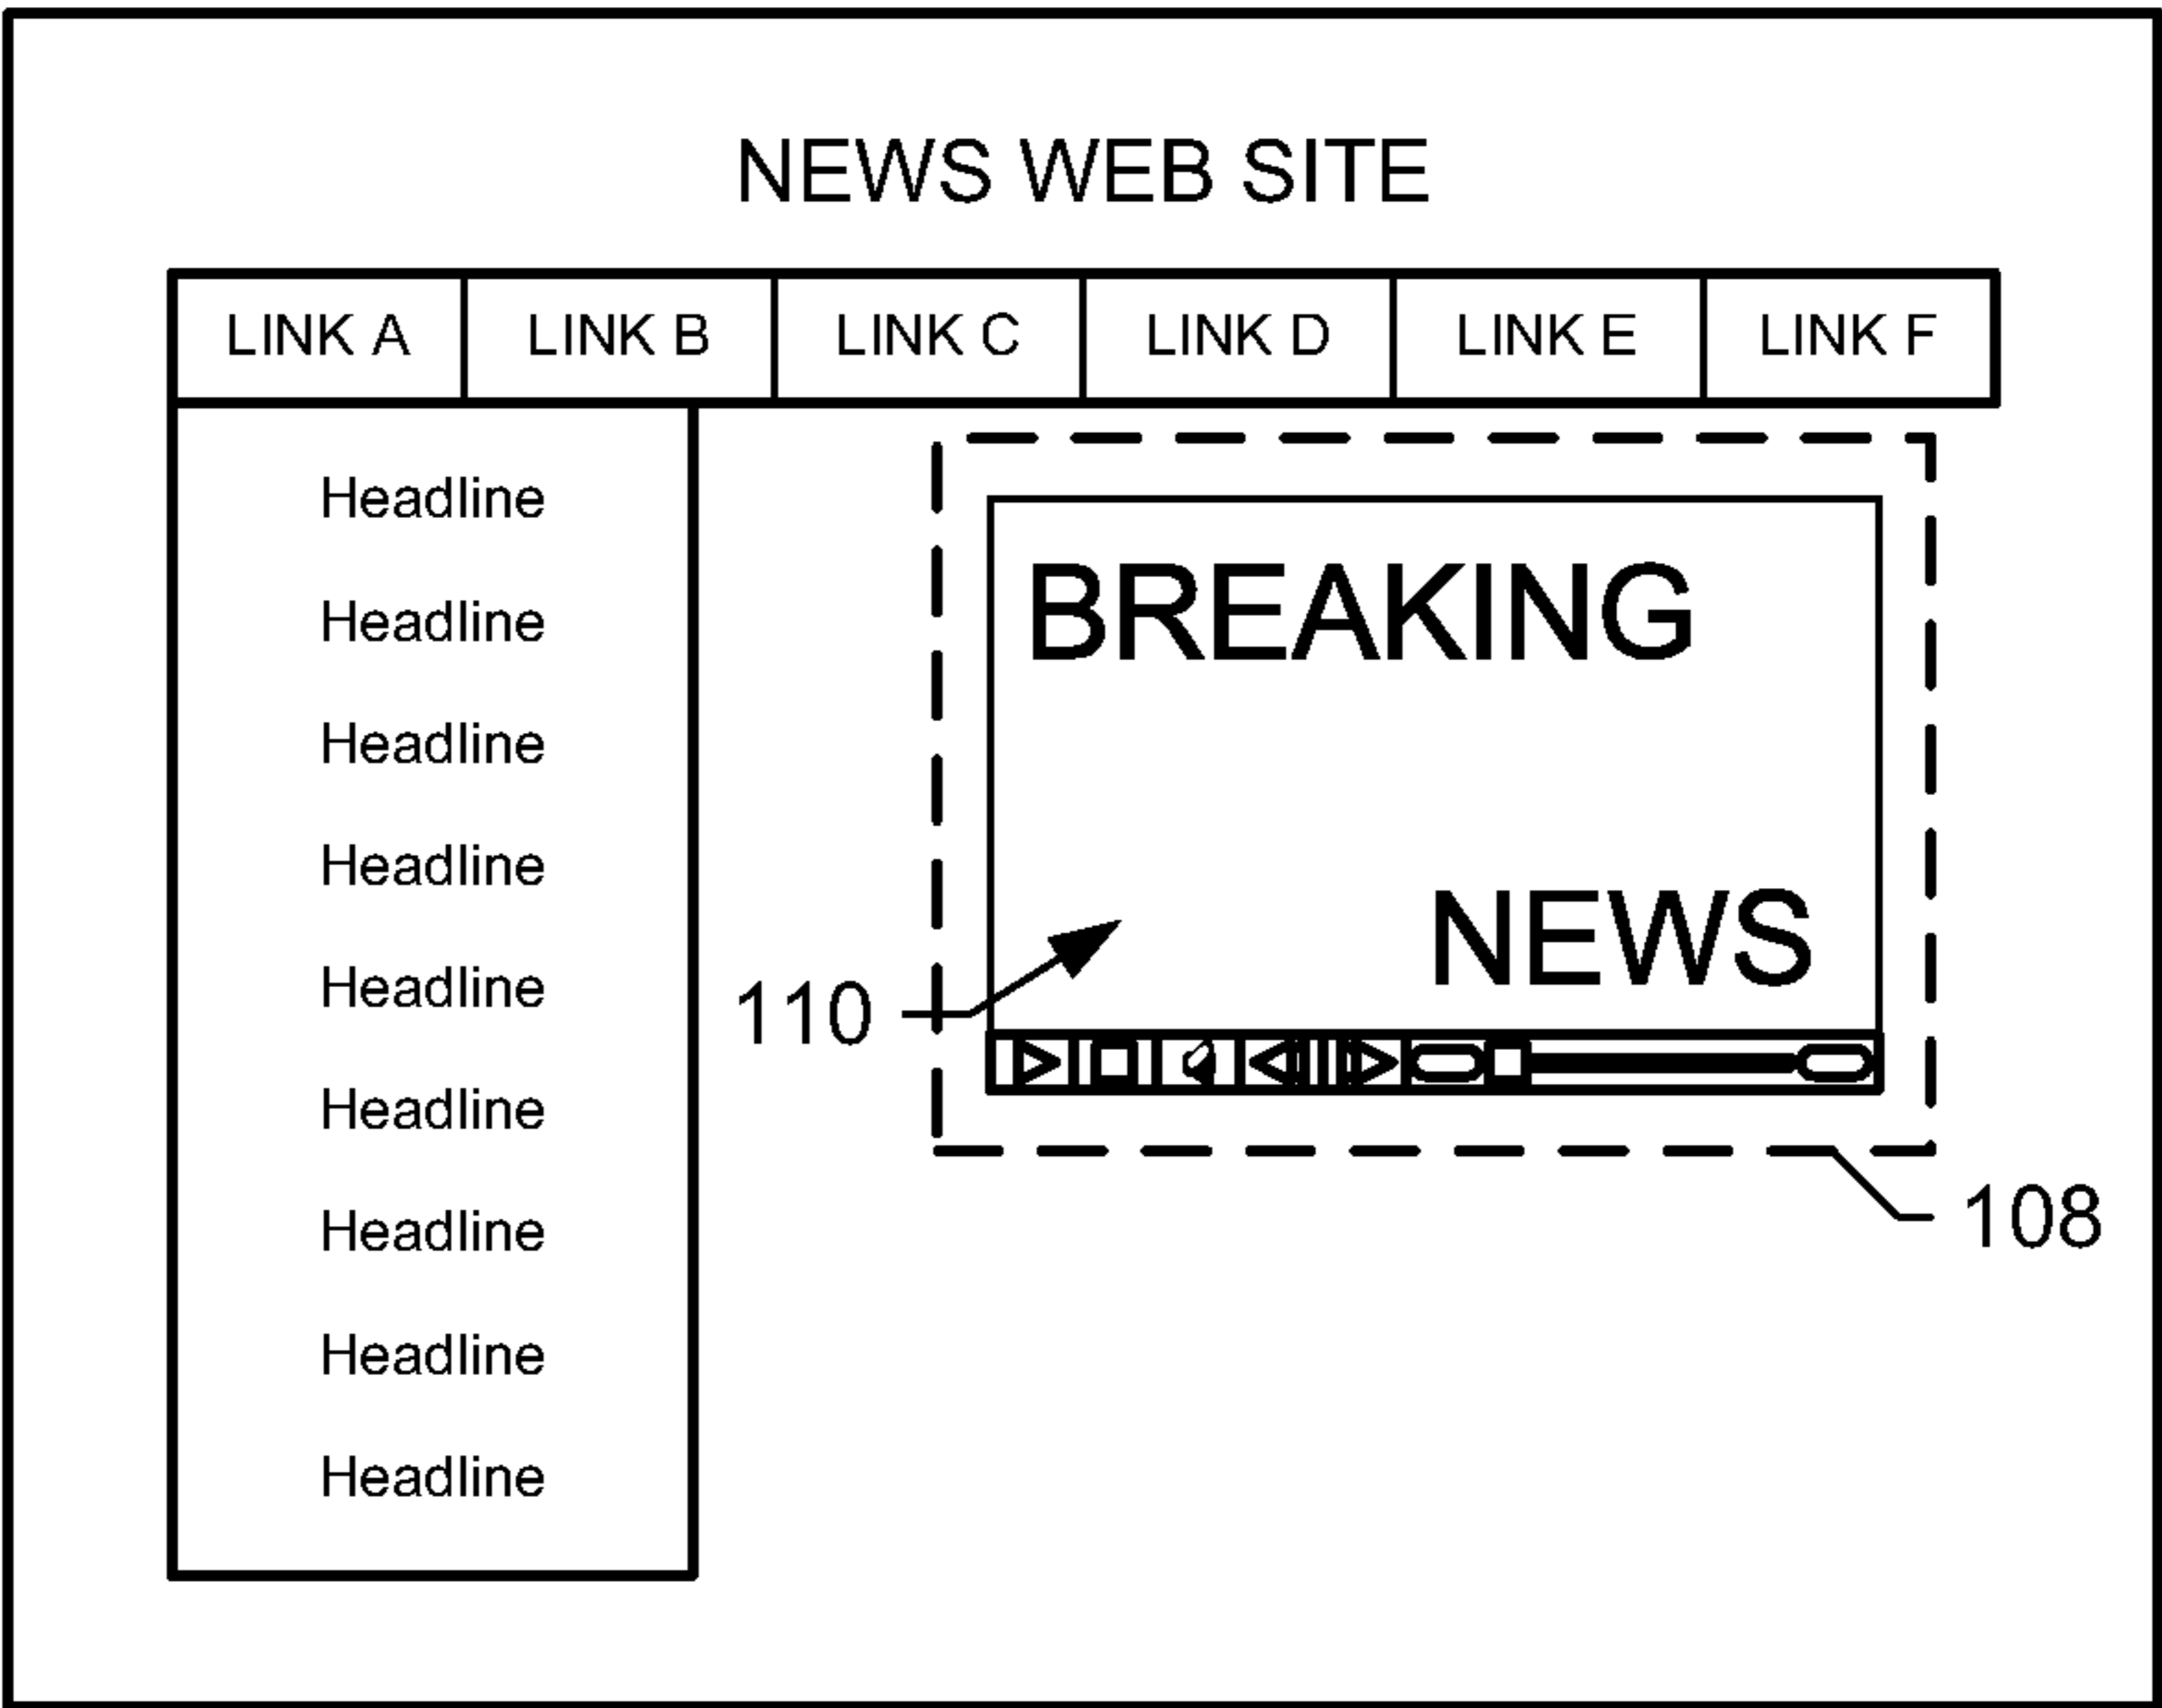 NEWS WEB SITE
LINK A LINK B LINK C LINK D LINK E LINK F
Headline
Headline
Headline
Headline
Headline
Headline
Headline
Headline
Headline
BREAKING
NEWS
110
108